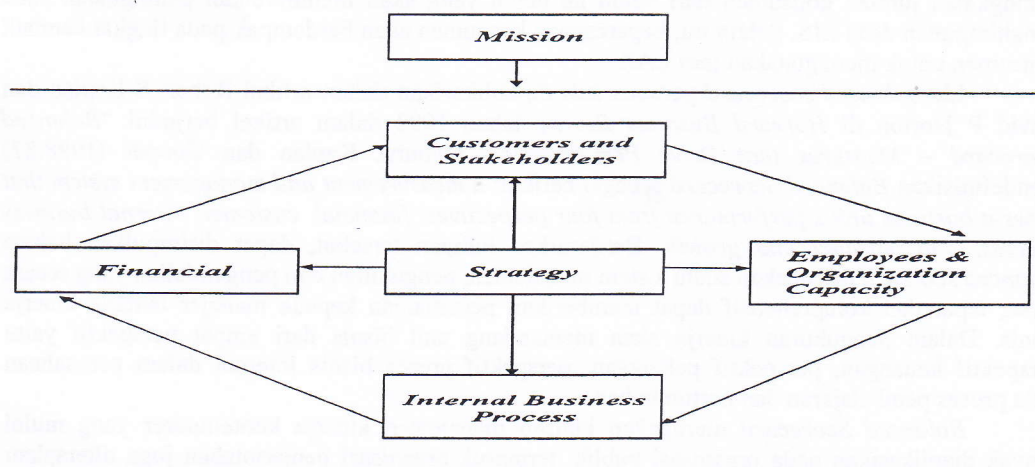 Mission
Customers and
Stakeholders
Financial
Strategy
Employees &
Organization
Capacity
Internal Business
Process